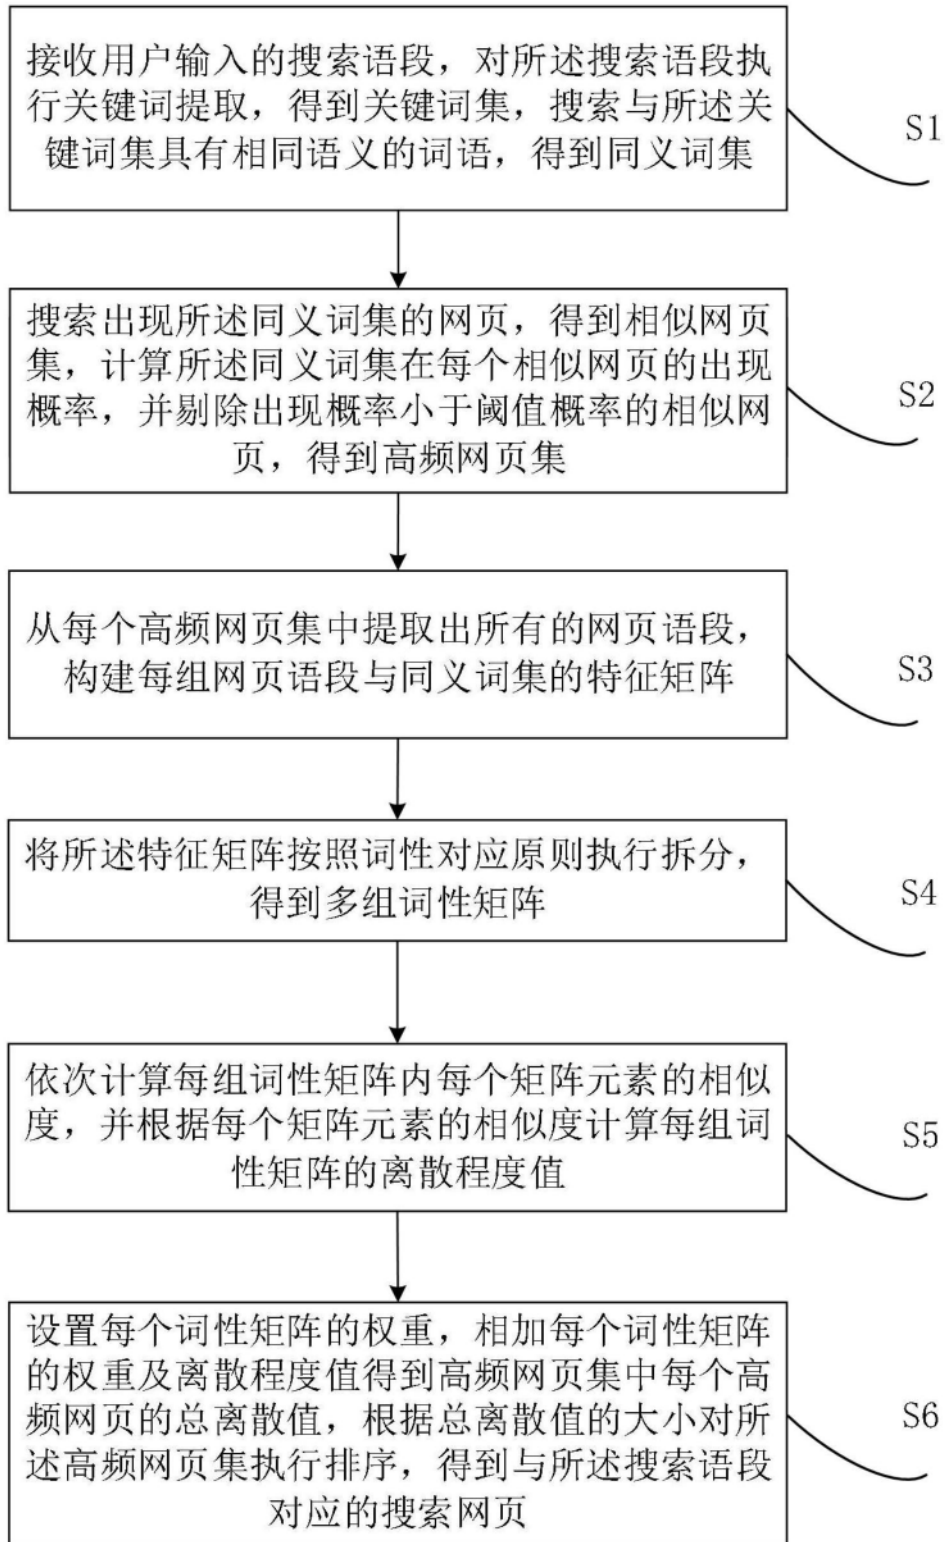 接收用户输入的搜索语段，对所述搜索语段执
行关键词提取，得到关键词集，搜索与所述关
键词集具有相同语义的词语，得到同义词集
S1
搜索出现所述同义词集的网页，得到相似网页
集，计算所述同义词集在每个相似网页的出现
概率，并剔除出现概率小于阈值概率的相似网
页，得到高频网页集
S2
从每个高频网页集中提取出所有的网页语段，
构建每组网页语段与同义词集的特征矩阵
S3
将所述特征矩阵按照词性对应原则执行拆分，
得到多组词性矩阵
S4
依次计算每组词性矩阵内每个矩阵元素的相似
度，并根据每个矩阵元素的相似度计算每组词
性矩阵的离散程度值
S5
设置每个词性矩阵的权重，相加每个词性矩阵
的权重及离散程度值得到高频网页集中每个高
频网页的总离散值，根据总离散值的大小对所
述高频网页集执行排序，得到与所述搜索语段
对应的搜索网页
S6